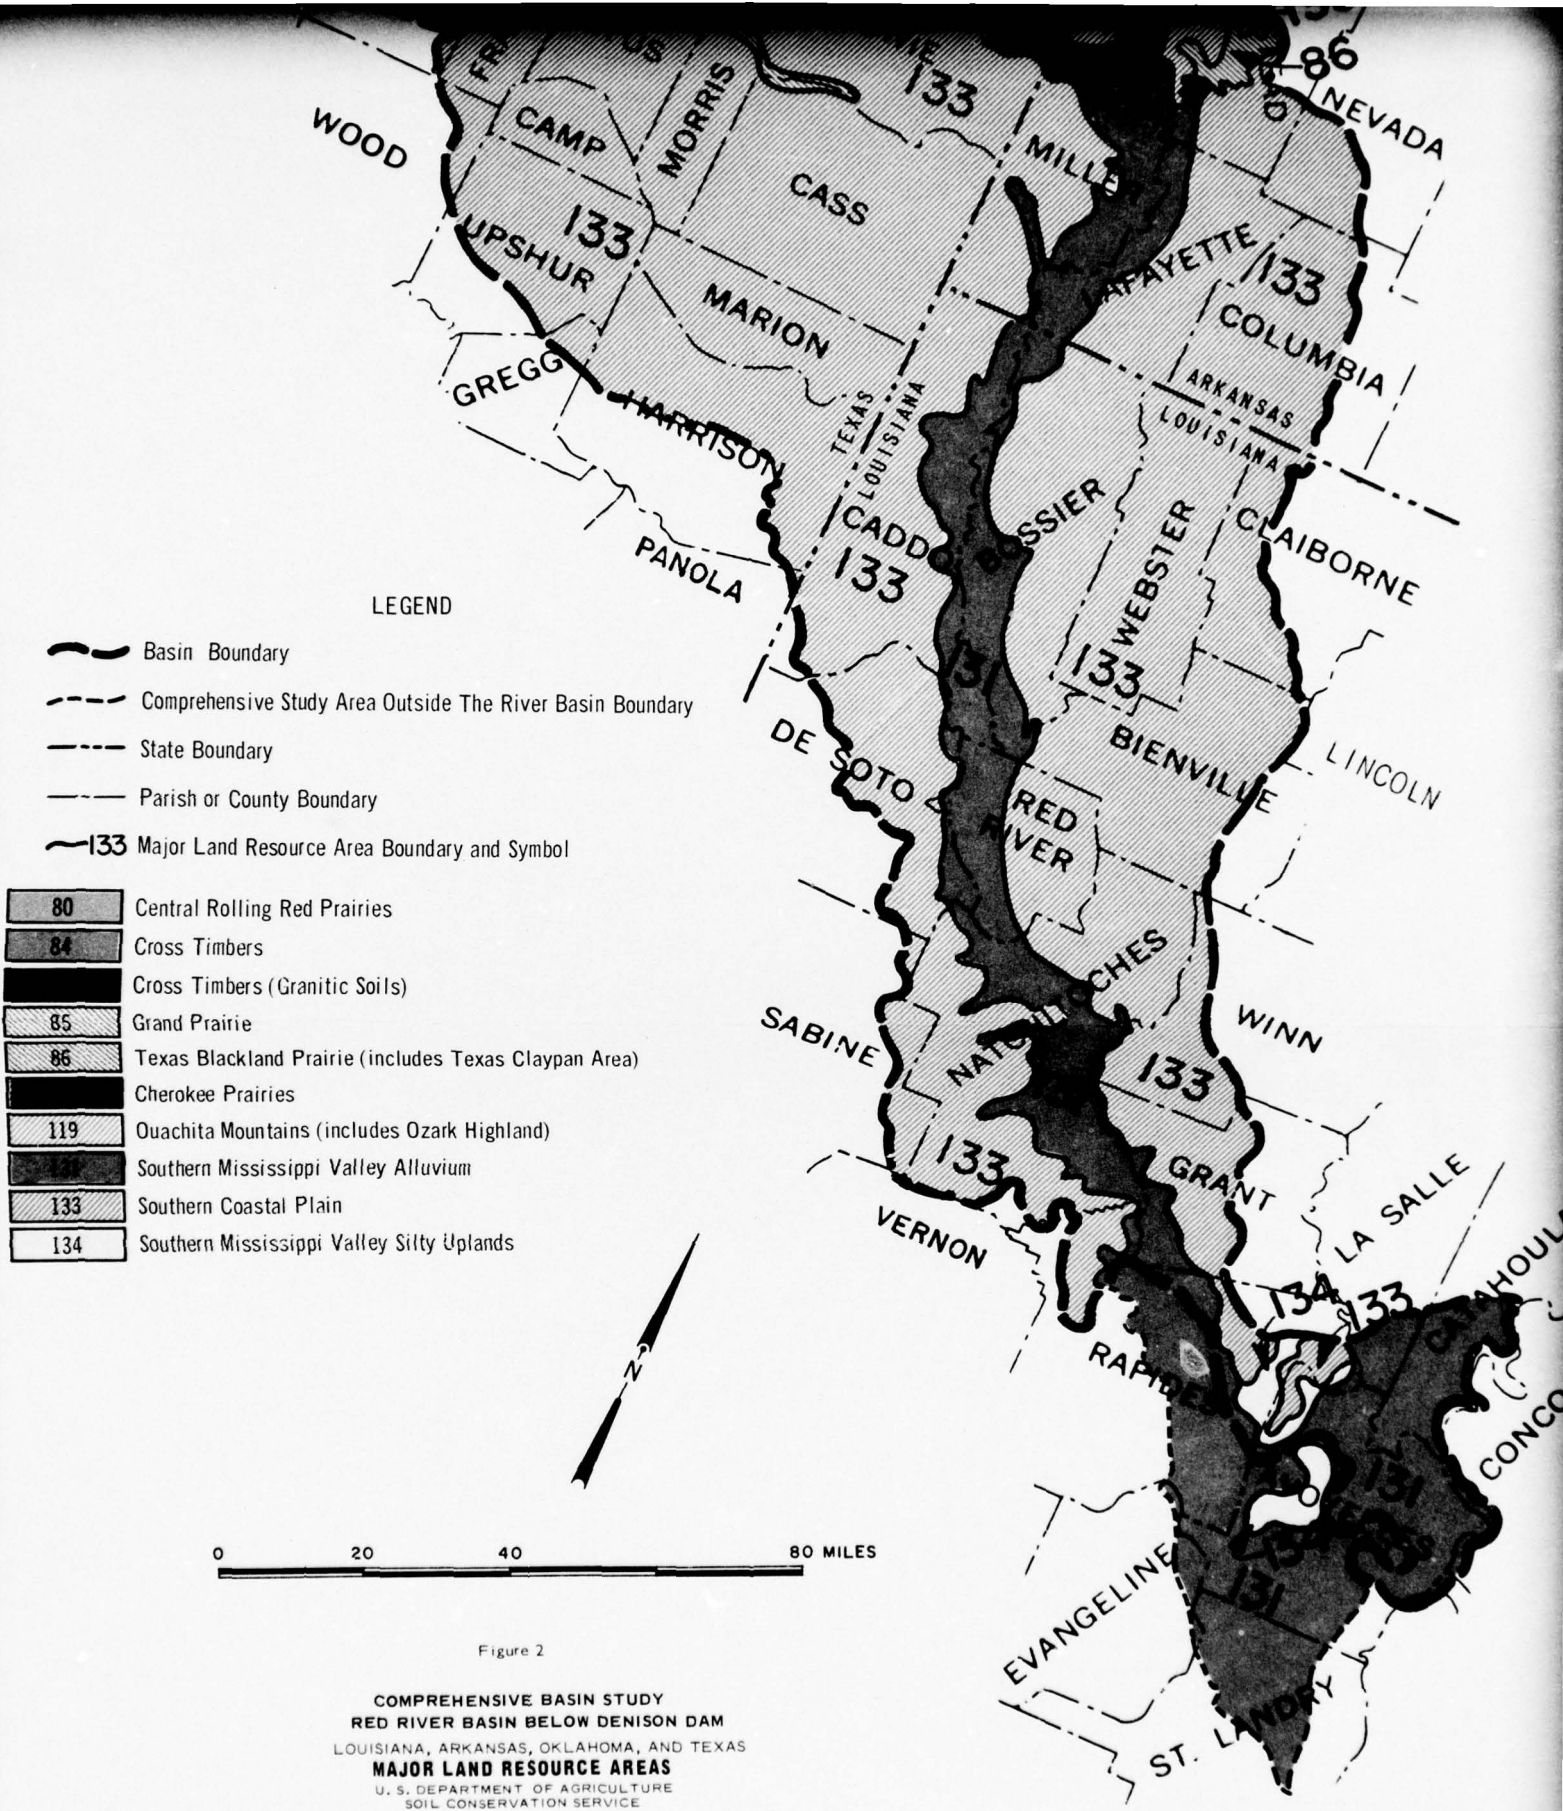 86
NEVADA
133
WOOD
CAMP
MORRIS
CASS
MILLER
133
UPSHUR
LAFAYETTE
133
MARION
COLUMBIA
GREGG
HARRISON
TEXAS
LOUISIANA
ARKANSAS
LOUISIANA
CADDO
133
BOSSIER
WEBSTER
CLAIBORNE
PANOLA
131
133
DE SOTO
BIENVILLE
LINCOLN
RED
RIVER
NATCHITOCHES
SABINE
WINN
133
133
GRANT
VERNON
LA SALLE
134
133
CATAHOULA
RAPIDES
CONCO
131
131
EVANGELINE
ST. LANDRY
LEGEND
Basin Boundary
Comprehensive Study Area Outside The River Basin Boundary
State Boundary
Parish or County Boundary
133 Major Land Resource Area Boundary and Symbol
80 Central Rolling Red Prairies
84 Cross Timbers
Cross Timbers (Granitic Soils)
85 Grand Prairie
86 Texas Blackland Prairie (includes Texas Claypan Area)
Cherokee Prairies
119 Ouachita Mountains (includes Ozark Highland)
131 Southern Mississippi Valley Alluvium
133 Southern Coastal Plain
134 Southern Mississippi Valley Silty Uplands
N
0 20 40 80 MILES
Figure 2
COMPREHENSIVE BASIN STUDY
RED RIVER BASIN BELOW DENISON DAM
LOUISIANA, ARKANSAS, OKLAHOMA, AND TEXAS
MAJOR LAND RESOURCE AREAS
U. S. DEPARTMENT OF AGRICULTURE
SOIL CONSERVATION SERVICE